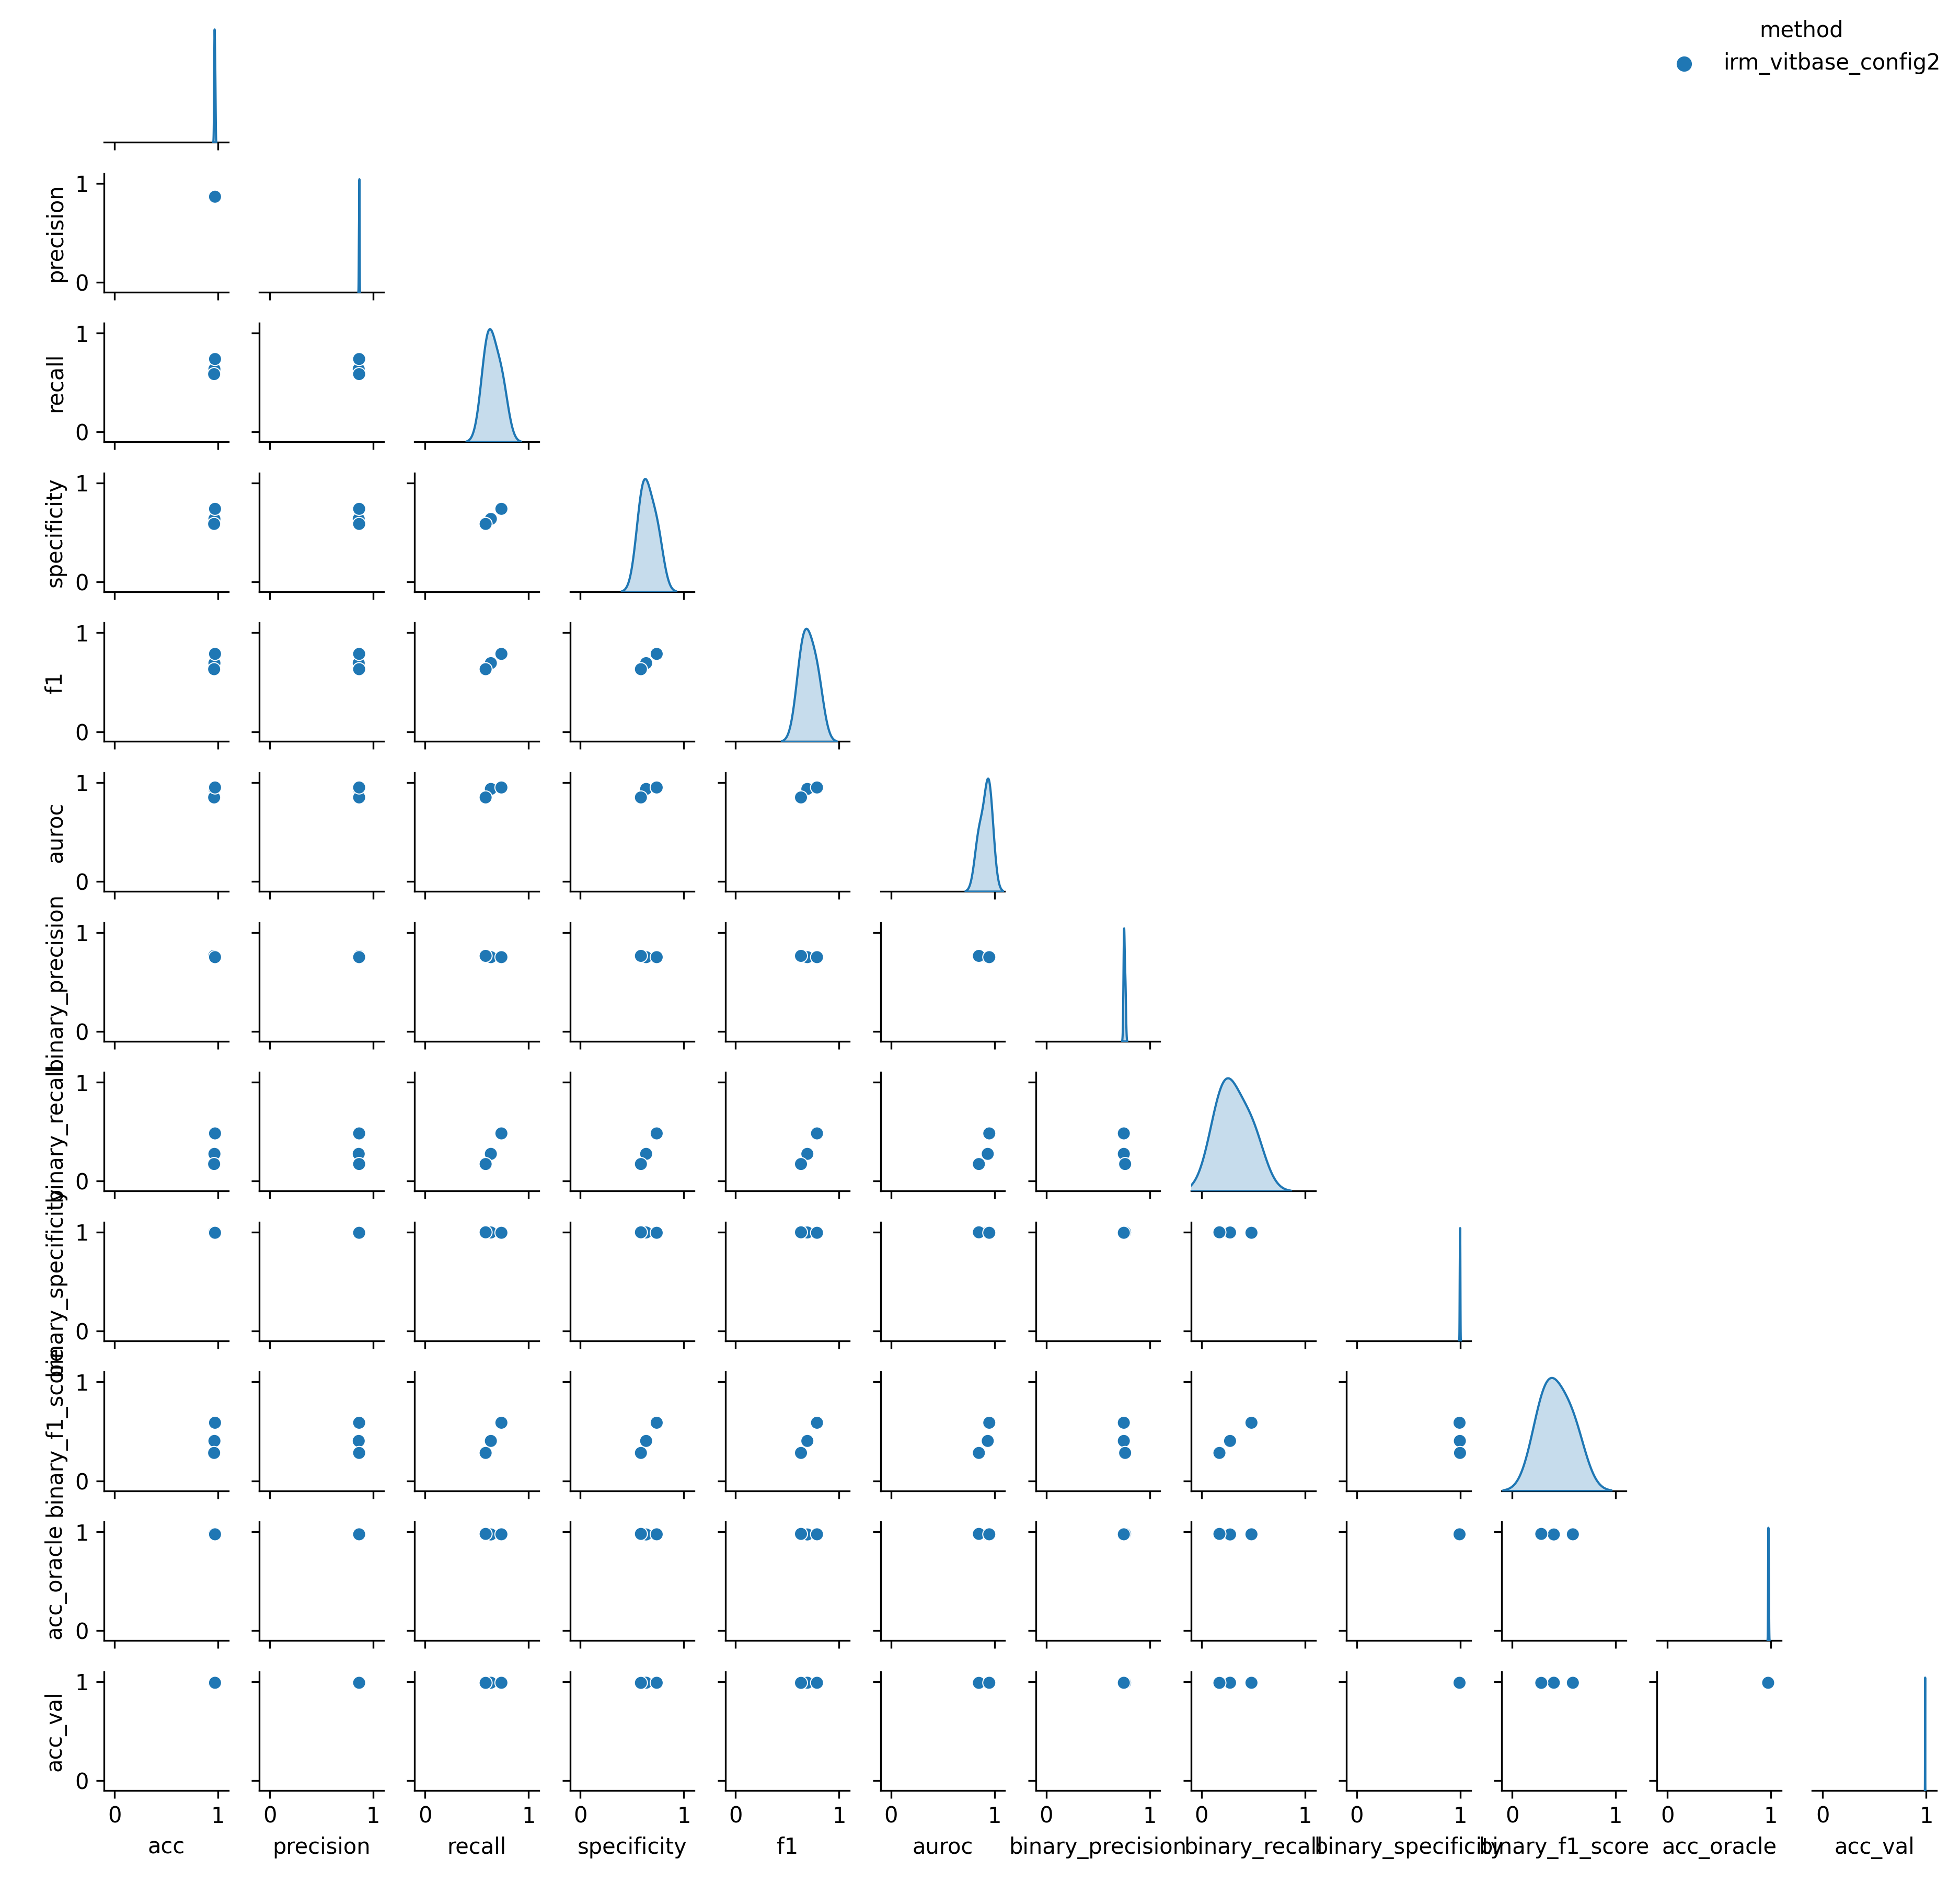 method
irm_vitbase_config2
1
precision
0
1
recall
0
1
specificity
0
1
f1
0
1
auroc
0
1
binary_precision
0
1
binary_recall
0
1
binary_specificity
0
1
binary_f1_score
0
1
acc_oracle
0
1
acc_val
0
0 1 0 1 0 1 0 1 0 1 0 1 0 1 0 1 0 1 0 1 0 1 0 1
acc precision recall specificity f1 auroc binary_precision binary_recall binary_specificity binary_f1_score acc_oracle acc_val